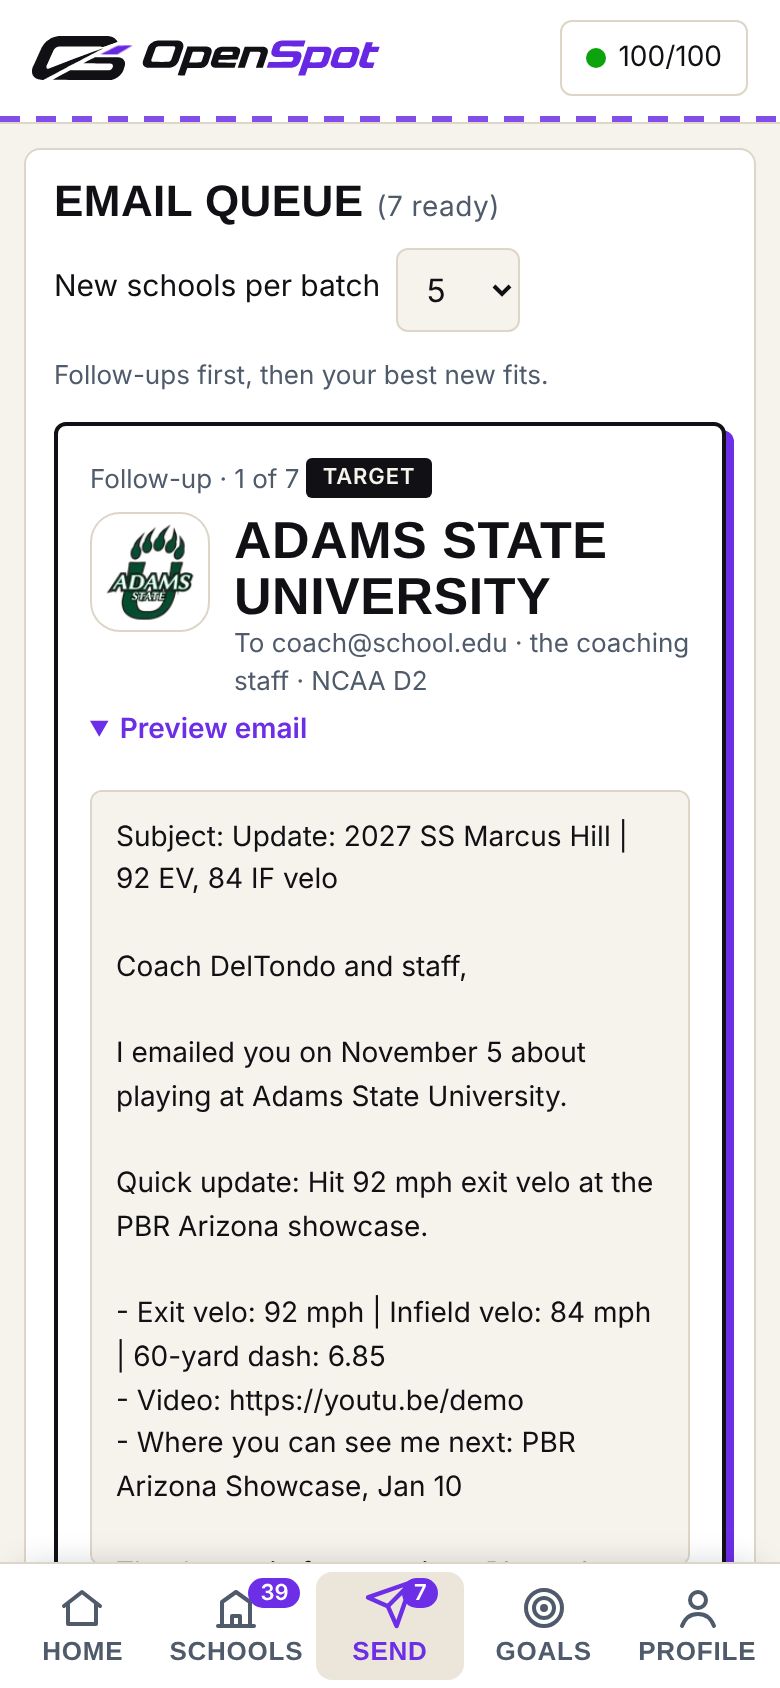 OpenSpot
100/100
EMAIL QUEUE (7 ready)
New schools per batch 5
Follow-ups first, then your best new fits.
Follow-up · 1 of 7 TARGET
ADAMS STATE
ADAMS STATE
UNIVERSITY
To coach@school.edu · the coaching
staff · NCAA D2
▼ Preview email
Subject: Update: 2027 SS Marcus Hill |
92 EV, 84 IF velo
Coach DelTondo and staff,
I emailed you on November 5 about
playing at Adams State University.
Quick update: Hit 92 mph exit velo at the
PBR Arizona showcase.
- Exit velo: 92 mph | Infield velo: 84 mph
| 60-yard dash: 6.85
- Video: https://youtu.be/demo
- Where you can see me next: PBR
Arizona Showcase, Jan 10
39
7
HOME SCHOOLS SEND GOALS PROFILE